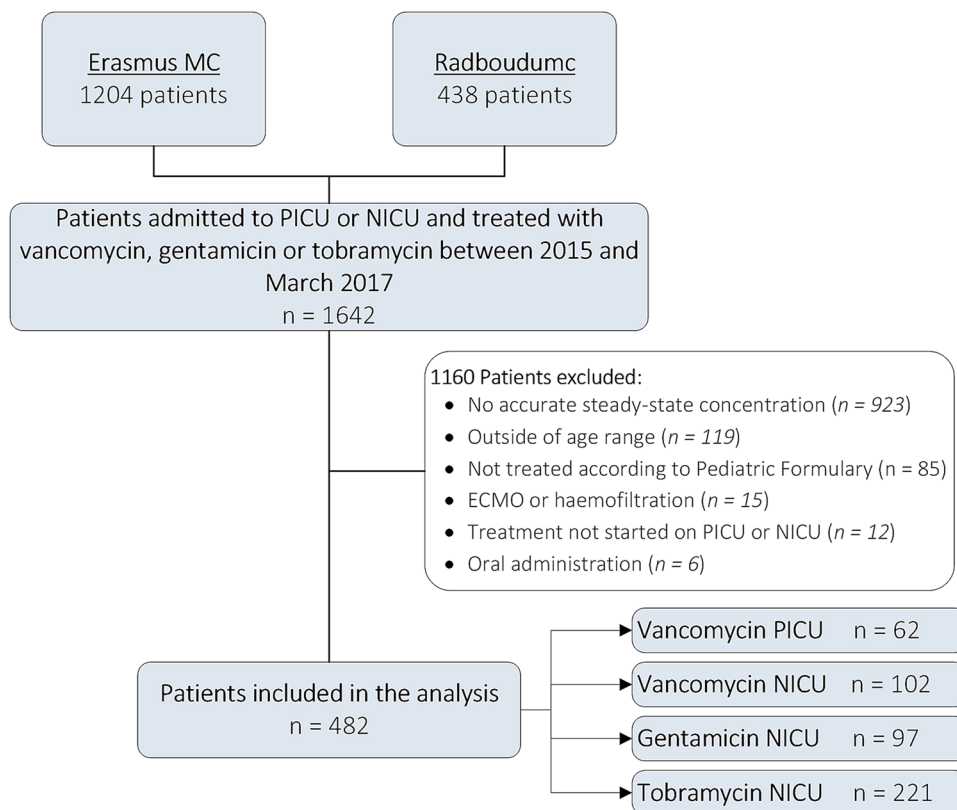 Erasmus MC
1204 patients
Radboudumc
438 patients
Patients admitted to PICU or NICU and treated with
vancomycin, gentamicin or tobramycin between 2015 and
March 2017
n = 1642
1160 Patients excluded:
• No accurate steady-state concentration (n = 923)
• Outside of age range (n = 119)
• Not treated according to Pediatric Formulary (n = 85)
• ECMO or haemofiltration (n = 15)
• Treatment not started on PICU or NICU (n = 12)
• Oral administration (n = 6)
Patients included in the analysis
n = 482
Vancomycin PICU n = 62
Vancomycin NICU n = 102
Gentamicin NICU n = 97
Tobramycin NICU n = 221